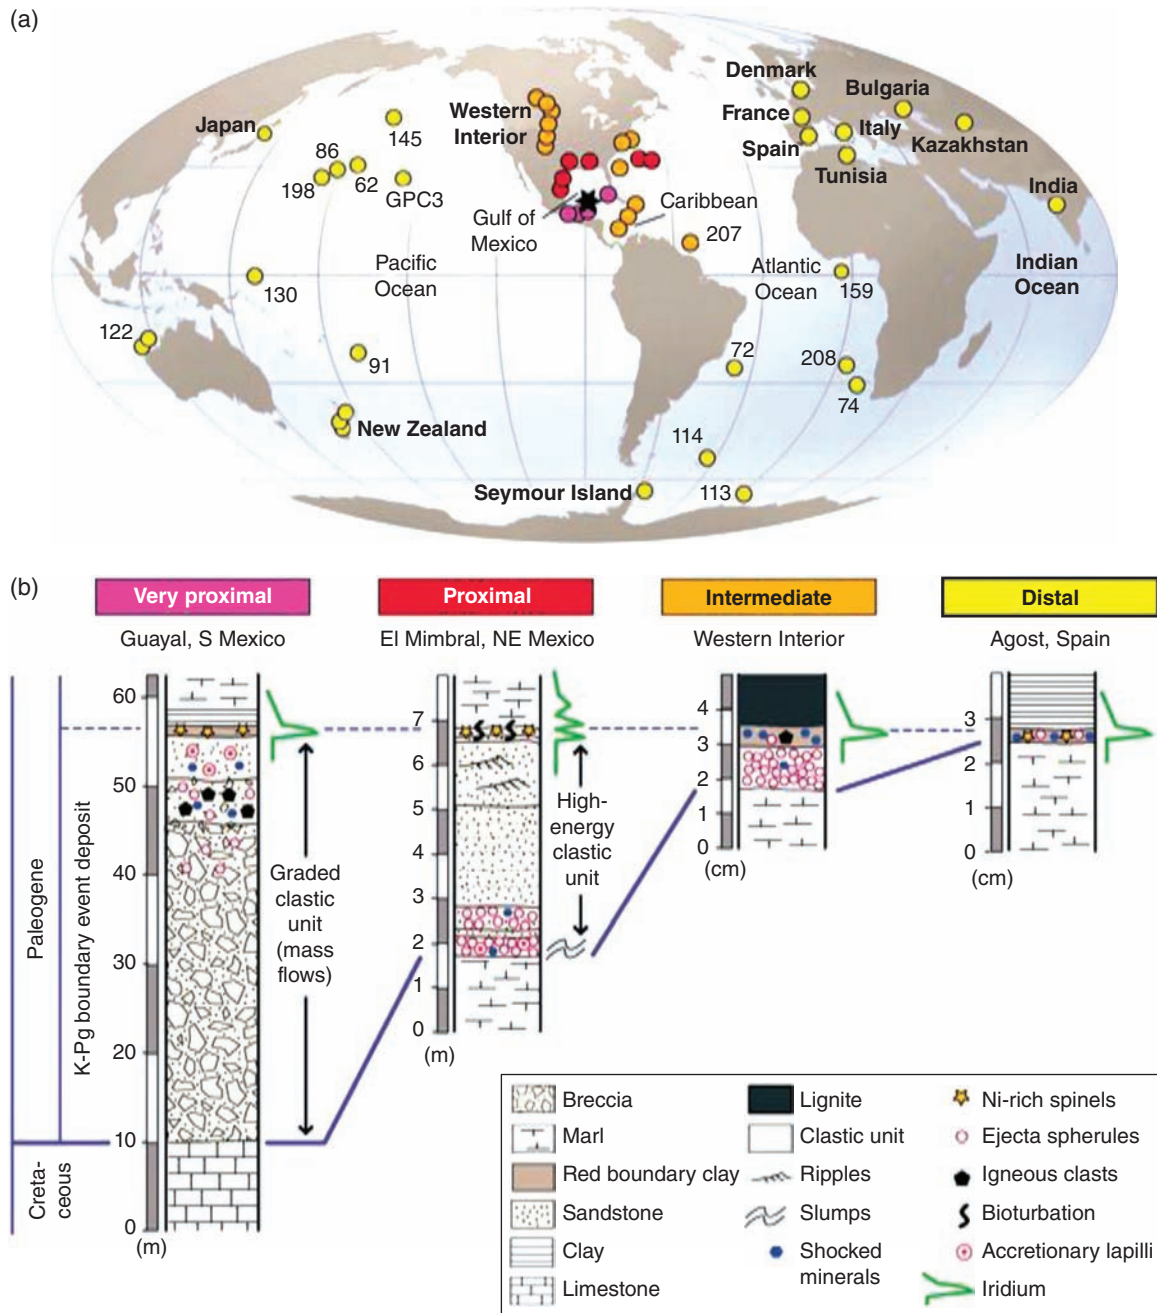 (a)
Denmark
Bulgaria
Western
Interior
France
Japan
145
Italy
Kazakhstan
Spain
86
198
62
GPC3
Tunisia
India
Gulf of
Mexico
Caribbean
207
Pacific
Ocean
Atlantic
Ocean
Indian
Ocean
130
159
122
91
72
208
74
New Zealand
114
Seymour Island
113
(b)
Very proximal
Proximal
Intermediate
Distal
Guayal, S Mexico
El Mimbral, NE Mexico
Western Interior
Agost, Spain
Paleogene
Creta-
ceous
K-Pg boundary event deposit
60
50
40
30
20
10
0
(m)
Graded
clastic
unit
(mass
flows)
7
6
5
4
3
2
1
0
(m)
High-
energy
clastic
unit
4
3
2
1
0
(cm)
3
2
1
0
(cm)
Breccia
Marl
Red boundary clay
Sandstone
Clay
Limestone
Lignite
Clastic unit
Ripples
Slumps
Shocked
minerals
Ni-rich spinels
Ejecta spherules
Igneous clasts
Bioturbation
Accretionary lapilli
Iridium